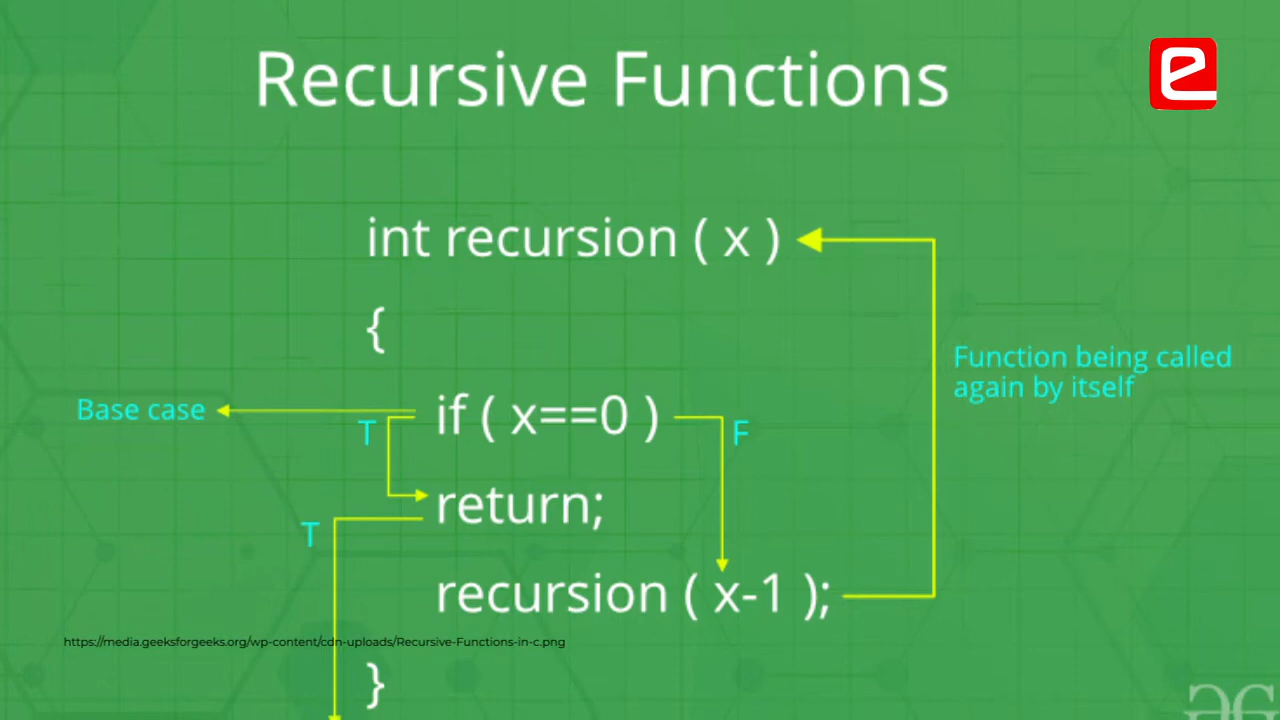 Recursive Functions
e
int recursion ( x )
{
Function being called
again by itself
Base case
if ( x==0 )
T
F
return;
T
recursion ( x-1 );
https://media.geeksforgeeks.org/wp-content/cdn-uploads/Recursive-Functions-in-c.png
}